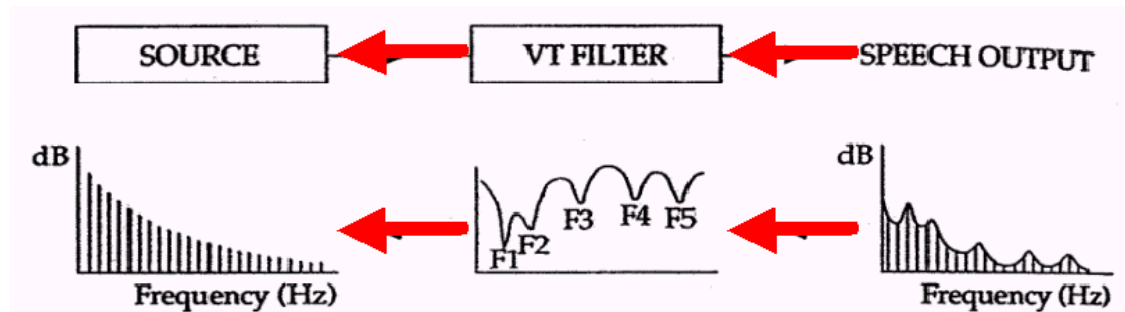 SOURCE VT FILTER SPEECH OUTPUT
dB dB
F1 F2 F3 F4 F5
Frequency (Hz) Frequency (Hz)